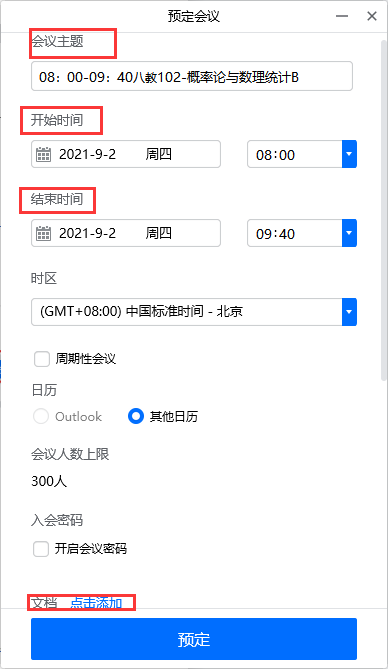 预定会议
会议主题
08：00-09：40八教102-概率论与数理统计B
开始时间
2021-9-2 周四 08:00
结束时间
2021-9-2 周四 09:40
时区
(GMT+08:00) 中国标准时间 - 北京
周期性会议
日历
Outlook 其他日历
会议人数上限
300人
入会密码
开启会议密码
文档 点击添加
预定